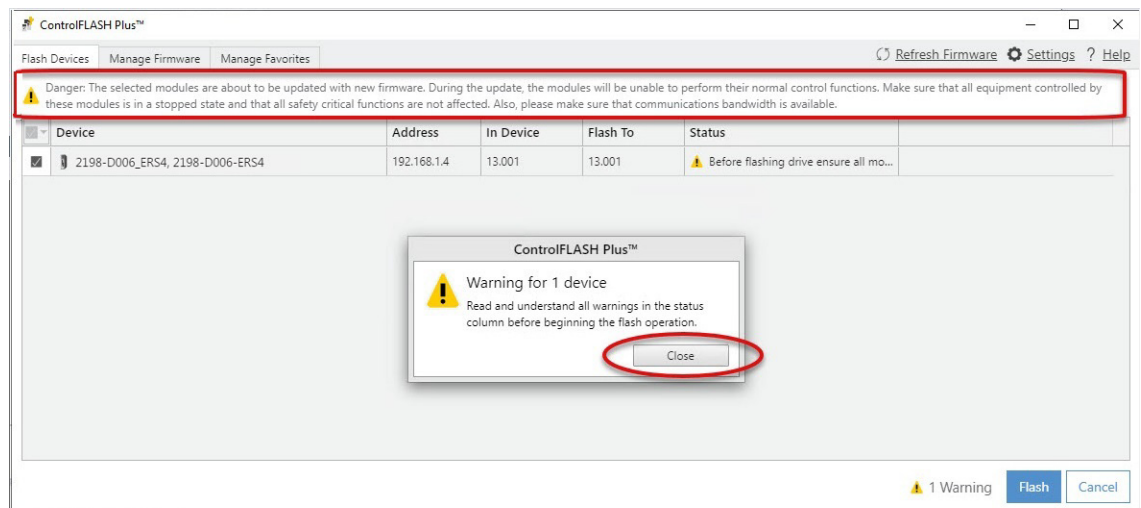 ControlFLASH Plus™
Flash Devices Manage Firmware Manage Favorites Refresh Firmware Settings ? Help
Danger: The selected modules are about to be updated with new firmware. During the update, the modules will be unable to perform their normal control functions. Make sure that all equipment controlled by
these modules is in a stopped state and that all safety critical functions are not affected. Also, please make sure that communications bandwidth is available.
Device Address In Device Flash To Status
2198-D006_ERS4, 2198-D006-ERS4 192.168.1.4 13.001 13.001 Before flashing drive ensure all mo...
ControlFLASH Plus™
Warning for 1 device
Read and understand all warnings in the status
column before beginning the flash operation.
Close
1 Warning Flash Cancel